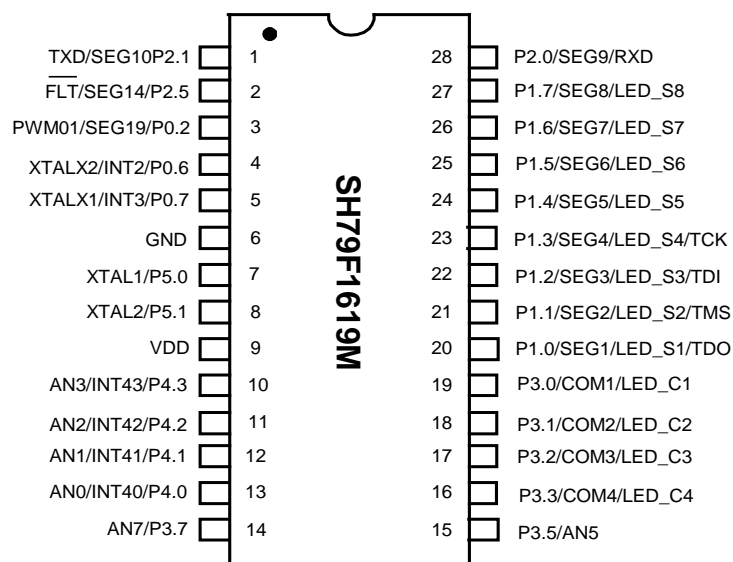 TXD/SEG10P2.1 1 28 P2.0/SEG9/RXD
FLT/SEG14/P2.5 2 27 P1.7/SEG8/LED_S8
PWM01/SEG19/P0.2 3 26 P1.6/SEG7/LED_S7
XTALX2/INT2/P0.6 4 25 P1.5/SEG6/LED_S6
XTALX1/INT3/P0.7 5 24 P1.4/SEG5/LED_S5
GND 6 23 P1.3/SEG4/LED_S4/TCK
XTAL1/P5.0 7 22 P1.2/SEG3/LED_S3/TDI
XTAL2/P5.1 8 21 P1.1/SEG2/LED_S2/TMS
VDD 9 20 P1.0/SEG1/LED_S1/TDO
AN3/INT43/P4.3 10 19 P3.0/COM1/LED_C1
AN2/INT42/P4.2 11 18 P3.1/COM2/LED_C2
AN1/INT41/P4.1 12 17 P3.2/COM3/LED_C3
AN0/INT40/P4.0 13 16 P3.3/COM4/LED_C4
AN7/P3.7 14 15 P3.5/AN5
SH79F1619M